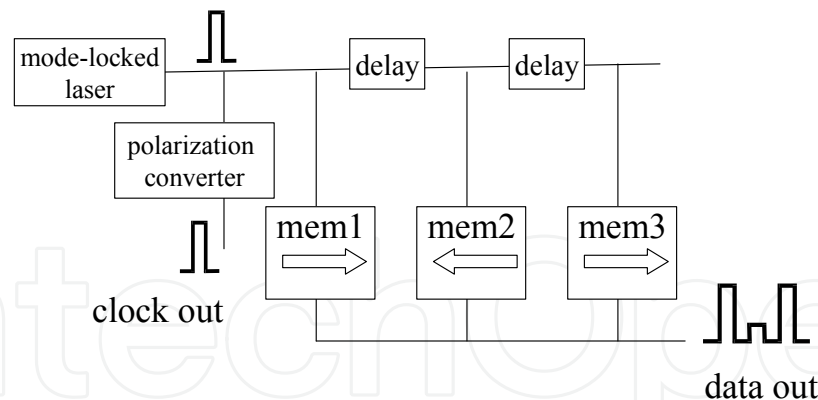 mode-locked
laser
delay
delay
polarization
converter
mem1
mem2
mem3
clock out
data out